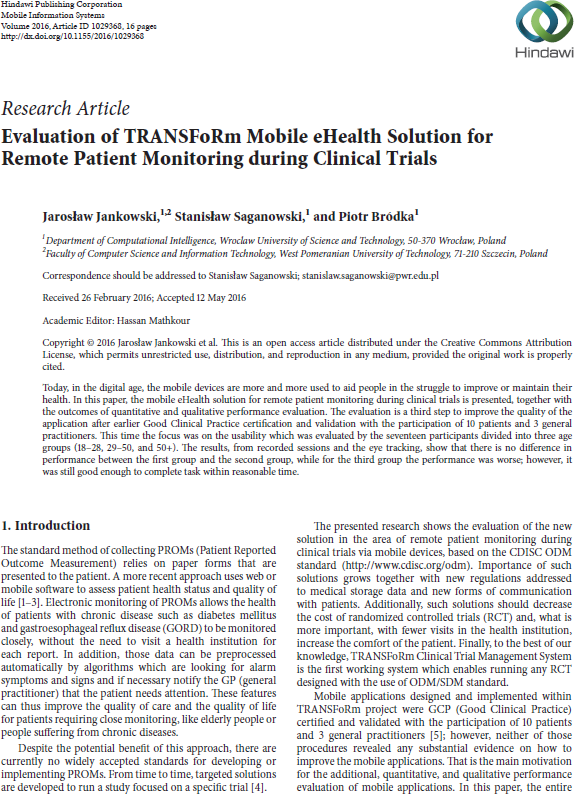 Hindawi Publishing Corporation
Mobile Information Systems
Volume 2016, Article ID 1029368, 16 pages
http://dx.doi.org/10.1155/2016/1029368
Hindawi
Research Article
Evaluation of TRANSFoRm Mobile eHealth Solution for
Remote Patient Monitoring during Clinical Trials
Jarosław Jankowski,1,2 Stanisław Saganowski,1 and Piotr Bródka1
1Department of Computational Intelligence, Wroclaw University of Science and Technology, 50-370 Wrocław, Poland
2Faculty of Computer Science and Information Technology, West Pomeranian University of Technology, 71-210 Szczecin, Poland
Correspondence should be addressed to Stanisław Saganowski; stanislaw.saganowski@pwr.edu.pl
Received 26 February 2016; Accepted 12 May 2016
Academic Editor: Hassan Mathkour
Copyright © 2016 Jarosław Jankowski et al. This is an open access article distributed under the Creative Commons Attribution
License, which permits unrestricted use, distribution, and reproduction in any medium, provided the original work is properly
cited.
Today, in the digital age, the mobile devices are more and more used to aid people in the struggle to improve or maintain their
health. In this paper, the mobile eHealth solution for remote patient monitoring during clinical trials is presented, together with
the outcomes of quantitative and qualitative performance evaluation. The evaluation is a third step to improve the quality of the
application after earlier Good Clinical Practice certification and validation with the participation of 10 patients and 3 general
practitioners. This time the focus was on the usability which was evaluated by the seventeen participants divided into three age
groups (18–28, 29–50, and 50+). The results, from recorded sessions and the eye tracking, show that there is no difference in
performance between the first group and the second group, while for the third group the performance was worse; however, it
was still good enough to complete task within reasonable time.
1. Introduction
The standard method of collecting PROMs (Patient Reported
Outcome Measurement) relies on paper forms that are
presented to the patient. A more recent approach uses web or
mobile software to assess patient health status and quality of
life [1–3]. Electronic monitoring of PROMs allows the health
of patients with chronic disease such as diabetes mellitus
and gastroesophageal reflux disease (GORD) to be monitored
closely, without the need to visit a health institution for
each report. In addition, those data can be preprocessed
automatically by algorithms which are looking for alarm
symptoms and signs and if necessary notify the GP (general
practitioner) that the patient needs attention. These features
can thus improve the quality of care and the quality of life
for patients requiring close monitoring, like elderly people or
people suffering from chronic diseases.
Despite the potential benefit of this approach, there are
currently no widely accepted standards for developing or
implementing PROMs. From time to time, targeted solutions
are developed to run a study focused on a specific trial [4].
The presented research shows the evaluation of the new
solution in the area of remote patient monitoring during
clinical trials via mobile devices, based on the CDISC ODM
standard (http://www.cdisc.org/odm). Importance of such
solutions grows together with new regulations addressed
to medical storage data and new forms of communication
with patients. Additionally, such solutions should decrease
the cost of randomized controlled trials (RCT) and, what is
more important, with fewer visits in the health institution,
increase the comfort of the patient. Finally, to the best of our
knowledge, TRANSFoRm Clinical Trial Management System
is the first working system which enables running any RCT
designed with the use of ODM/SDM standard.
Mobile applications designed and implemented within
TRANSFoRm project were GCP (Good Clinical Practice)
certified and validated with the participation of 10 patients
and 3 general practitioners [5]; however, neither of those
procedures revealed any substantial evidence on how to
improve the mobile applications. That is the main motivation
for the additional, quantitative, and qualitative performance
evaluation of mobile applications. In this paper, the entire